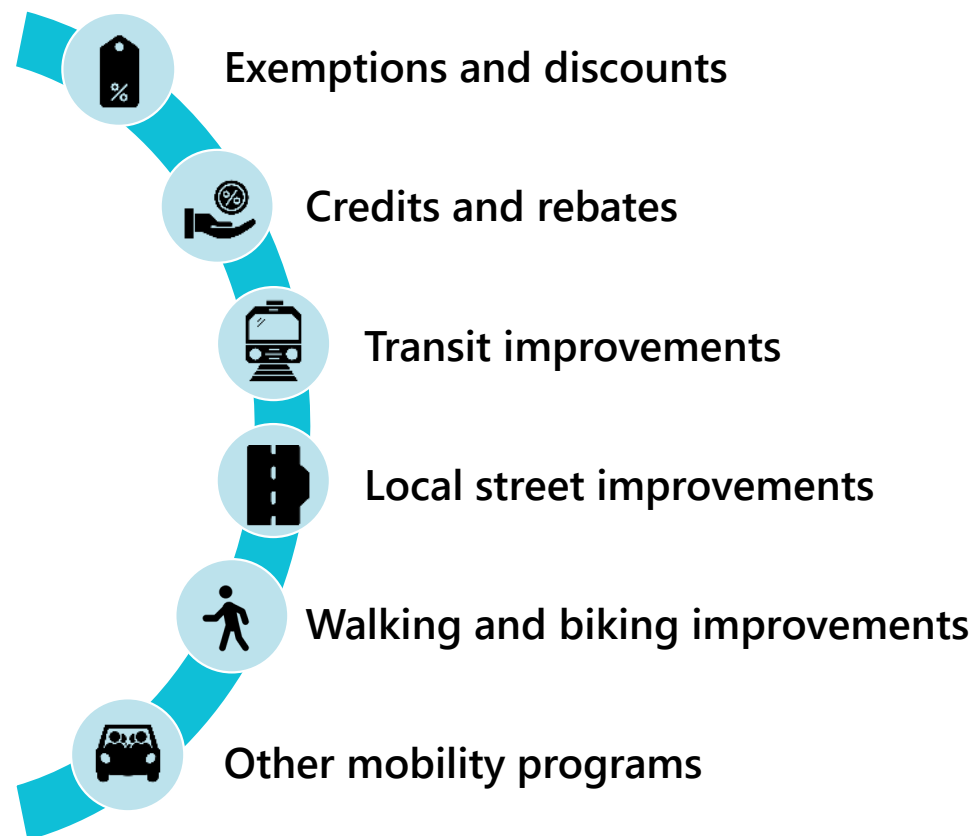 %
Exemptions and discounts
%
Credits and rebates
Transit improvements
Local street improvements
Walking and biking improvements
Other mobility programs